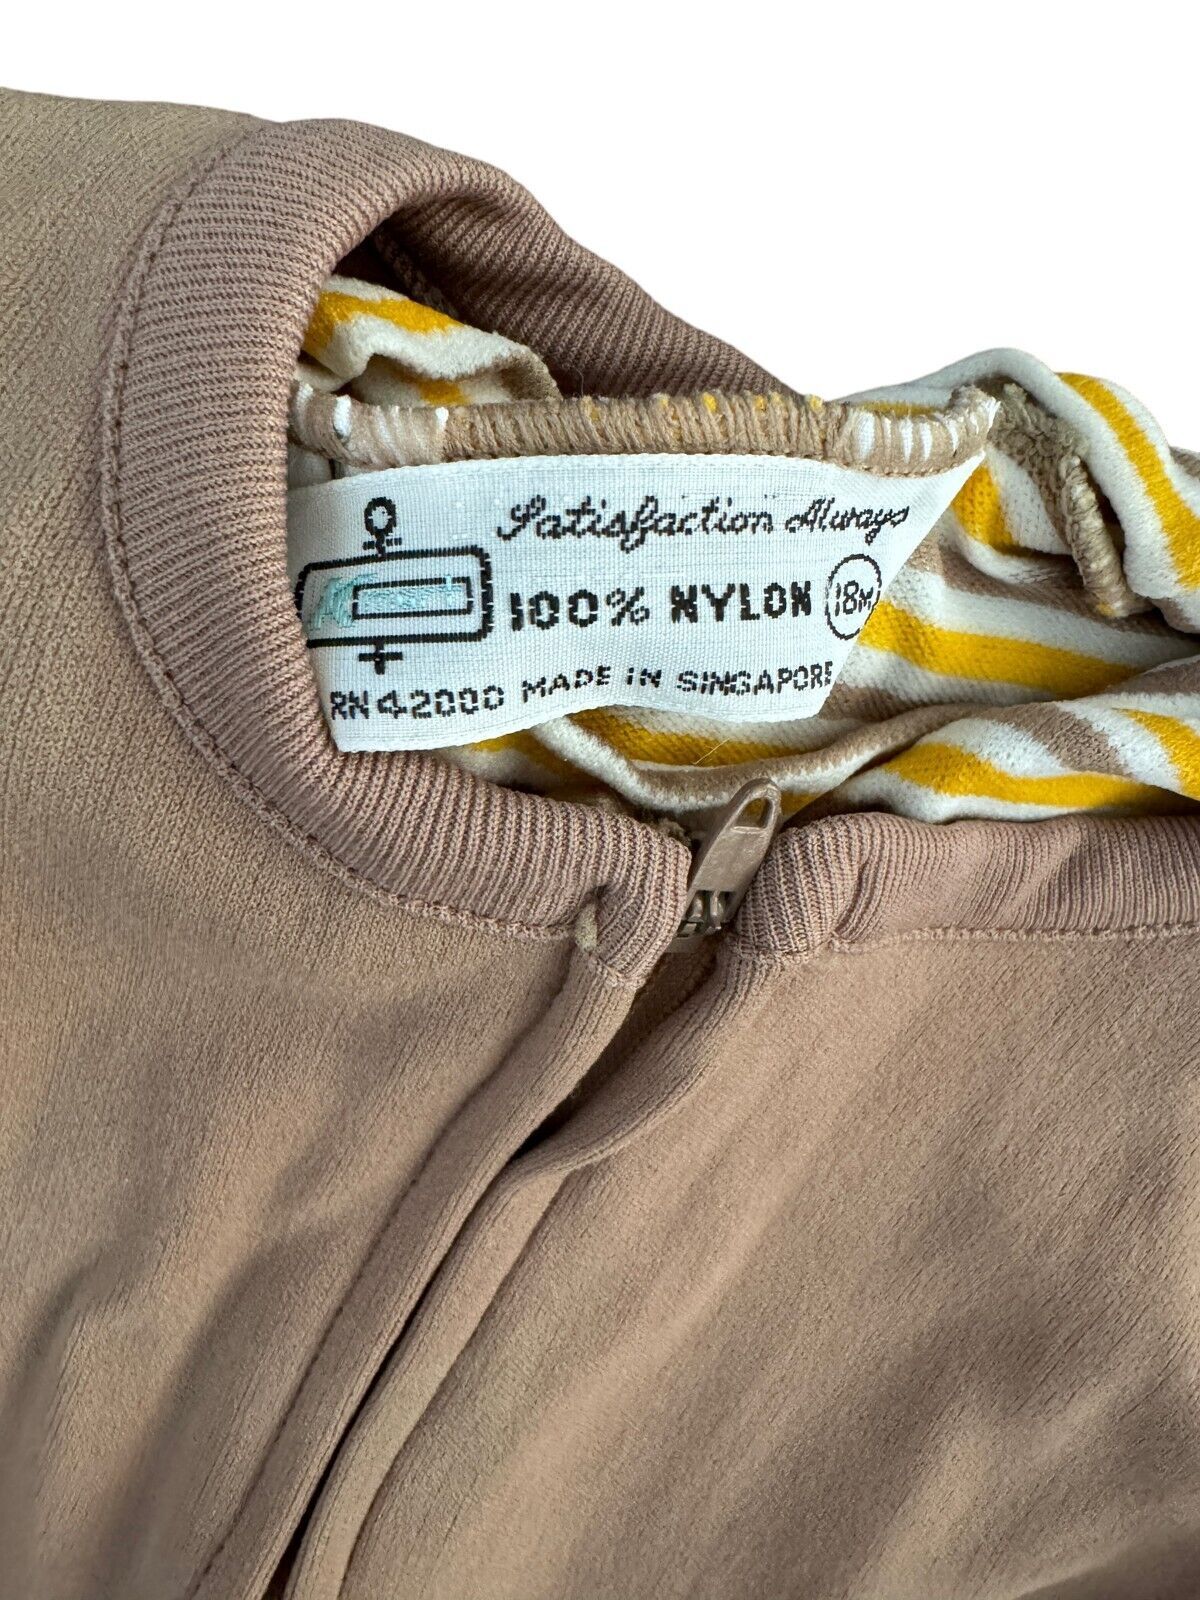 Satisfaction Always
100% NYLON 18M
RN 42000 MADE IN SINGAPORE